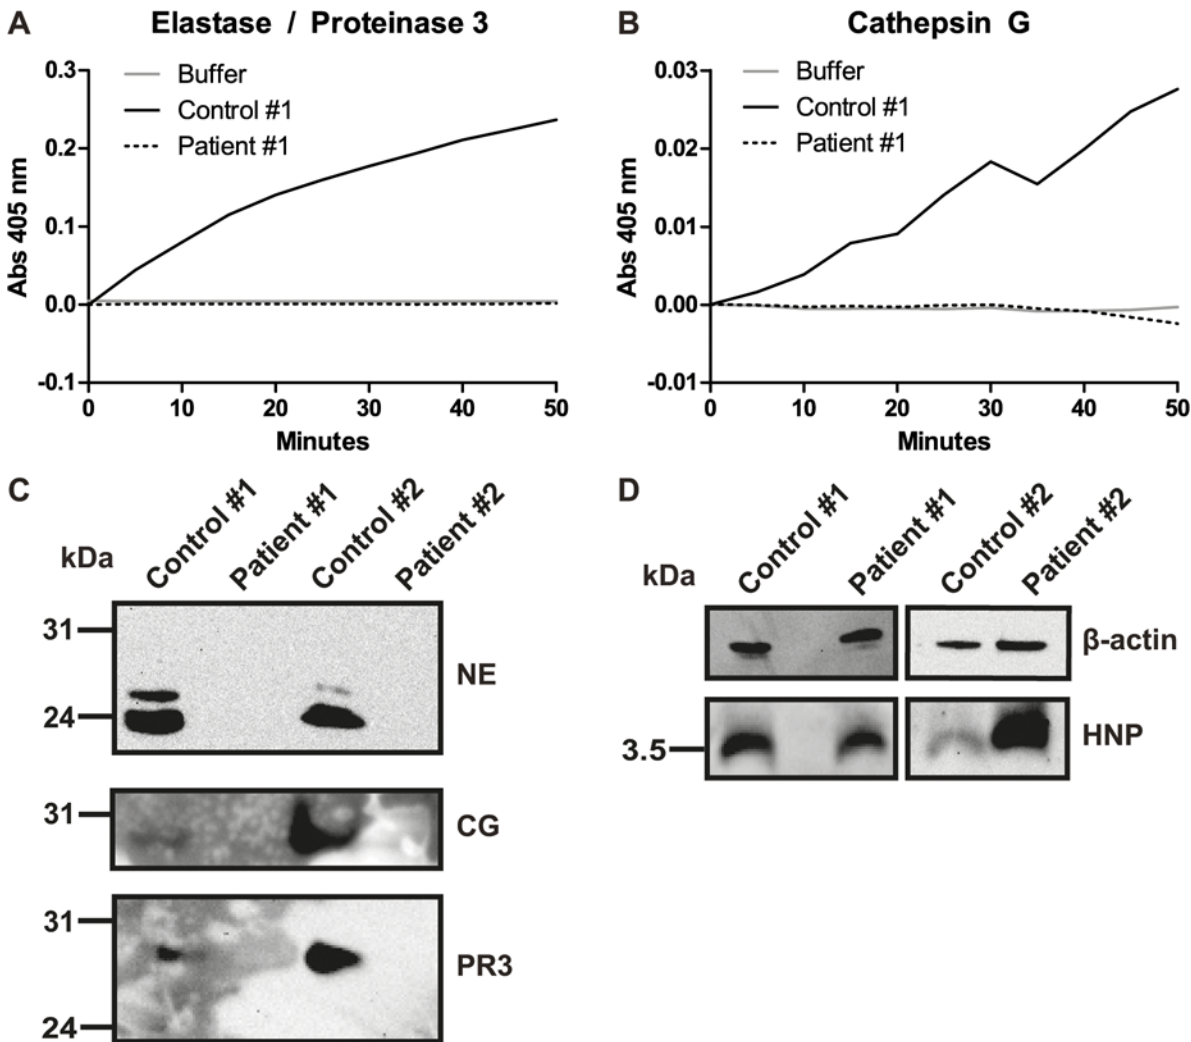 A
Elastase / Proteinase 3
0.3
0.2
0.1
0.0
-0.1
Abs 405 nm
Buffer
Control #1
Patient #1
0 10 20 30 40 50
Minutes
B
Cathepsin G
0.03
0.02
0.01
0.00
-0.01
Abs 405 nm
Buffer
Control #1
Patient #1
0 10 20 30 40 50
Minutes
C
kDa
Control #1
Patient #1
Control #2
Patient #2
31
24
NE
31
CG
31
24
PR3
D
kDa
Control #1
Patient #1
Control #2
Patient #2
β-actin
3.5
HNP